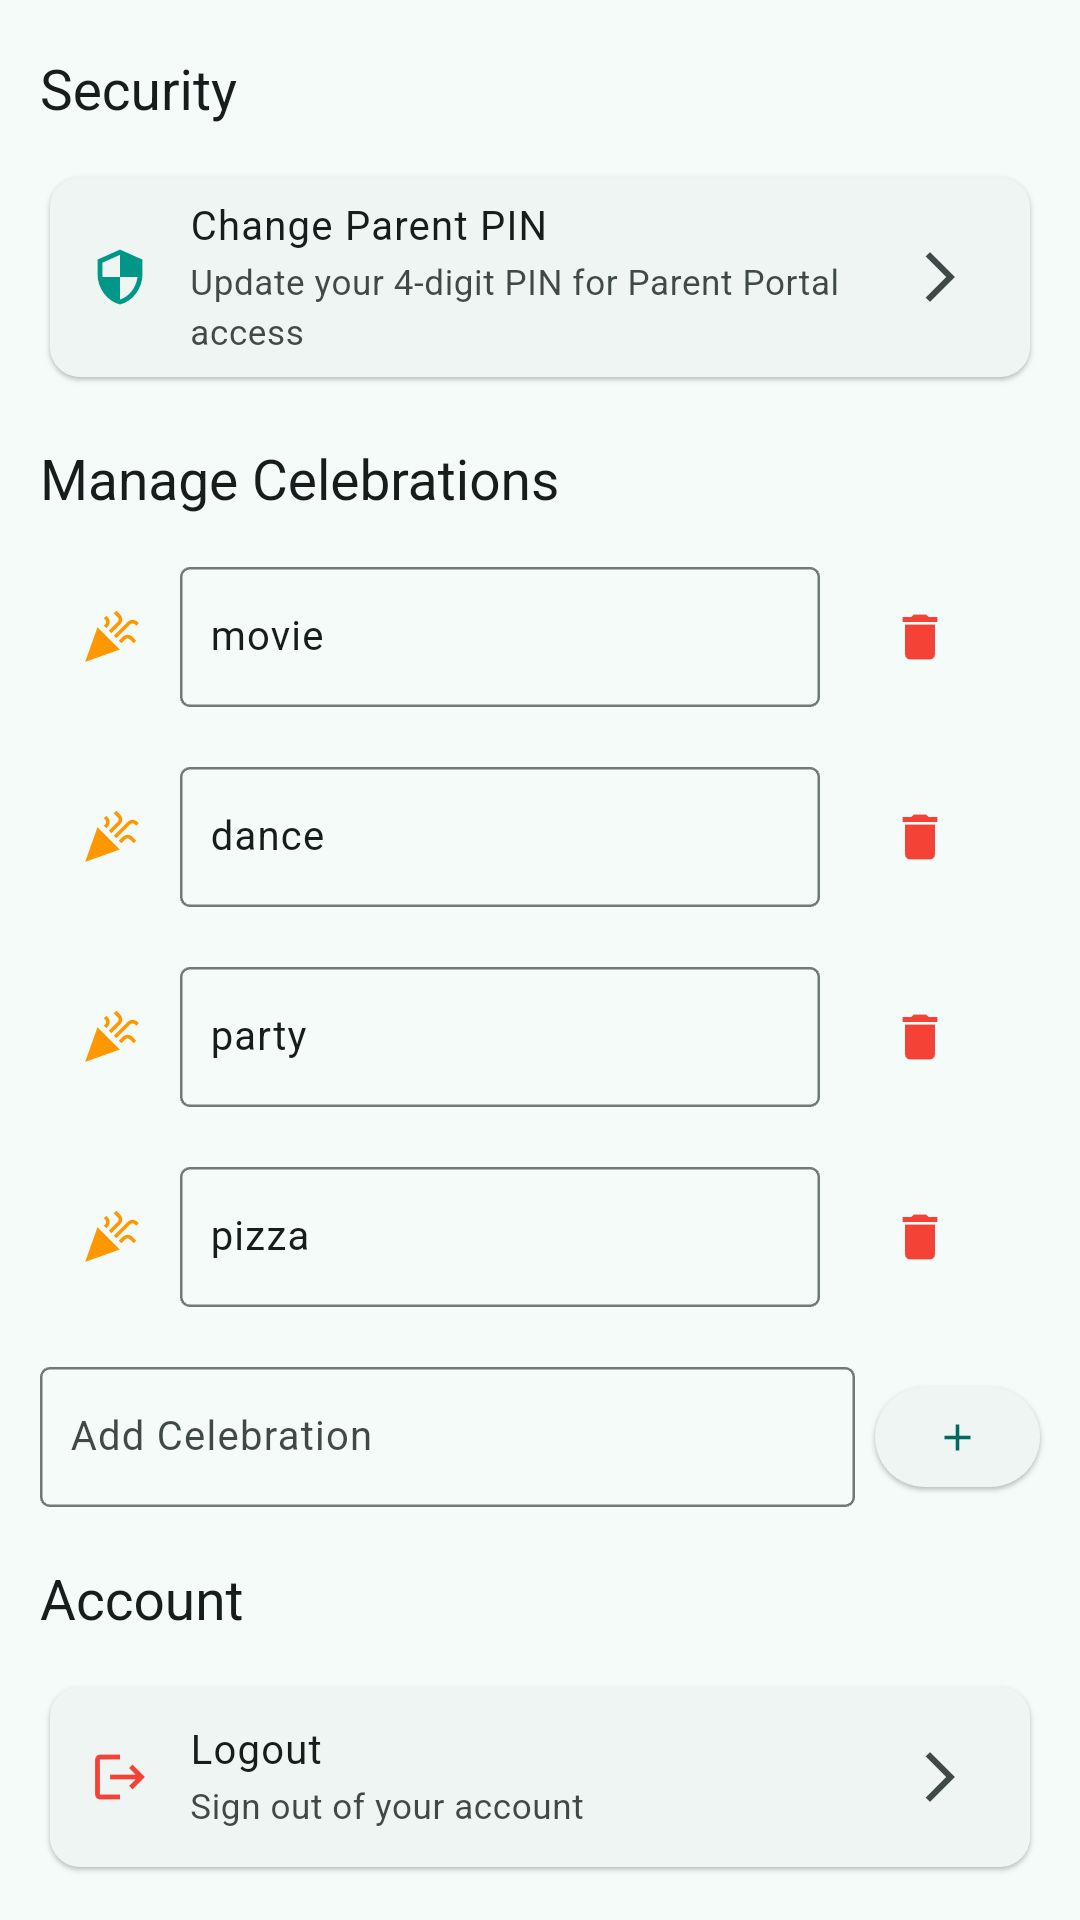 Security
Change Parent PIN
Update your 4-digit PIN for Parent Portal
access
Manage Celebrations
movie
dance
party
pizza
Add Celebration
+
Account
Logout
Sign out of your account